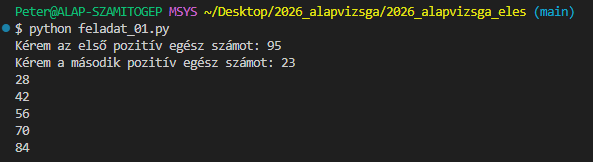 Peter@ALAP-SZAMITOGEP MSYS ~/Desktop/2026_alapvizsga/2026_alapvizsga_eles (main)
$ python feladat_01.py
Kérem az első pozitív egész számot: 95
Kérem a második pozitív egész számot: 23
28
42
56
70
84